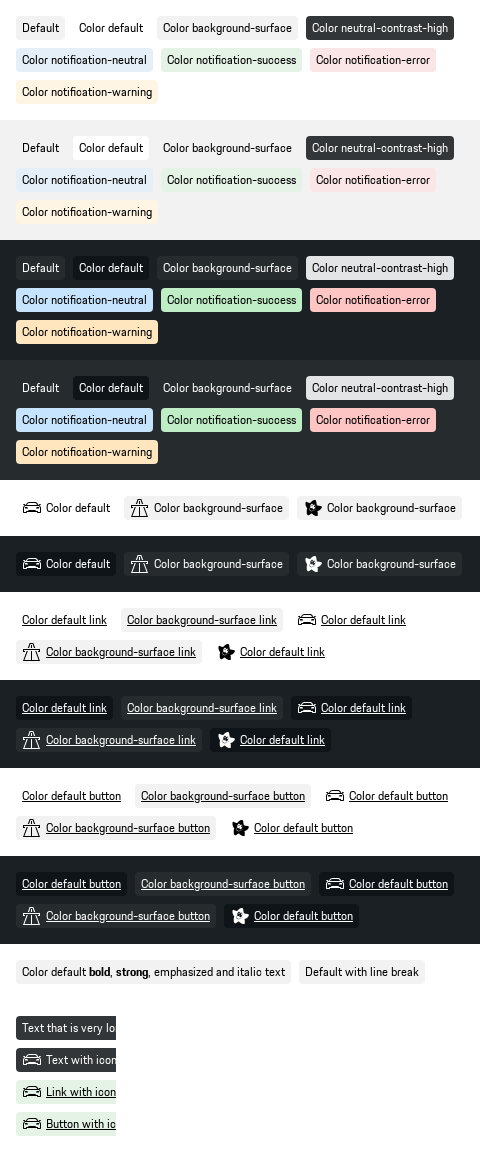 Default Color default Color background-surface Color neutral-contrast-high
Color notification-neutral Color notification-success Color notification-error
Color notification-warning
Default Color default Color background-surface Color neutral-contrast-high
Color notification-neutral Color notification-success Color notification-error
Color notification-warning
Default Color default Color background-surface Color neutral-contrast-high
Color notification-neutral Color notification-success Color notification-error
Color notification-warning
Default Color default Color background-surface Color neutral-contrast-high
Color notification-neutral Color notification-success Color notification-error
Color notification-warning
Color default Color background-surface Color background-surface
Color default Color background-surface Color background-surface
Color default link Color background-surface link Color default link
Color background-surface link Color default link
Color default link Color background-surface link Color default link
Color background-surface link Color default link
Color default button Color background-surface button Color default button
Color background-surface button Color default button
Color default button Color background-surface button Color default button
Color background-surface button Color default button
Color default bold, strong, emphasized and italic text Default with line break
Text that is very lo
Text with icon
Link with icon
Button with ic